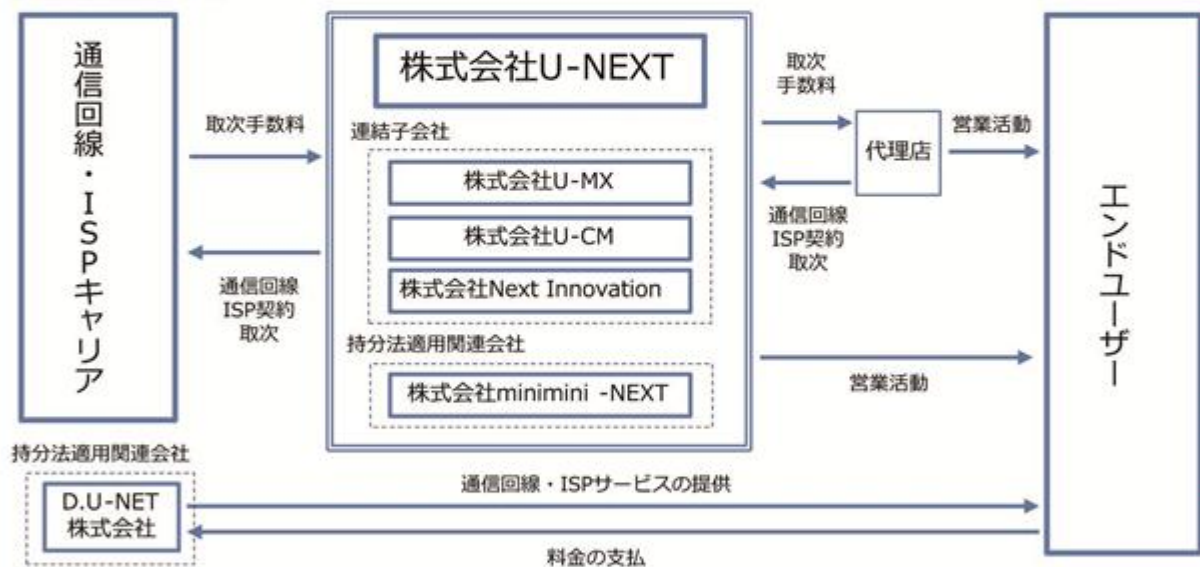 通信回線・ISPキャリア
取次手数料
通信回線
ISP契約
取次
株式会社U-NEXT
連結子会社
株式会社U-MX
株式会社U-CM
株式会社Next Innovation
持分法適用関連会社
株式会社minimini -NEXT
取次
手数料
代理店
営業活動
通信回線
ISP契約
取次
営業活動
エンドユーザー
持分法適用関連会社
D.U-NET
株式会社
通信回線・ISPサービスの提供
料金の支払